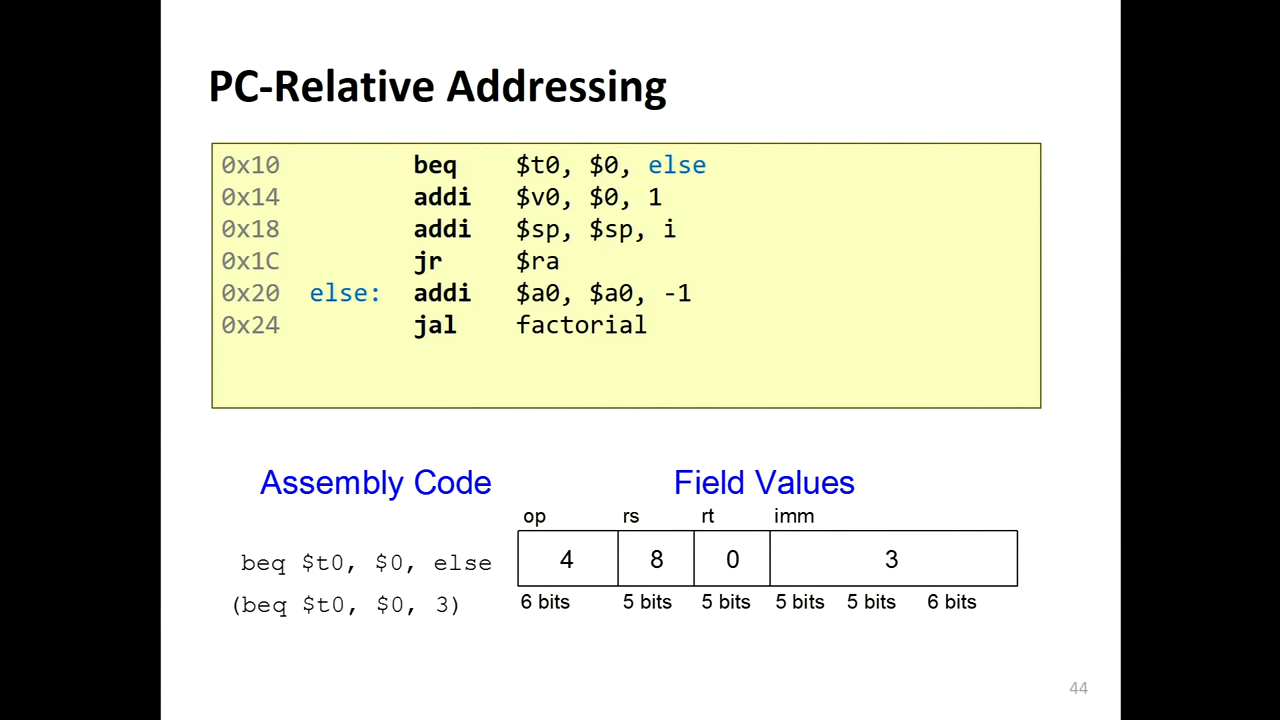 PC-Relative Addressing
0x10 beq $t0, $0, else
0x14 addi $v0, $0, 1
0x18 addi $sp, $sp, i
0x1C jr $ra
0x20 else: addi $a0, $a0, -1
0x24 jal factorial
Assembly Code Field Values
op rs rt imm
beq $t0, $0, else 4 8 0 3
(beq $t0, $0, 3) 6 bits 5 bits 5 bits 5 bits 5 bits 6 bits
44